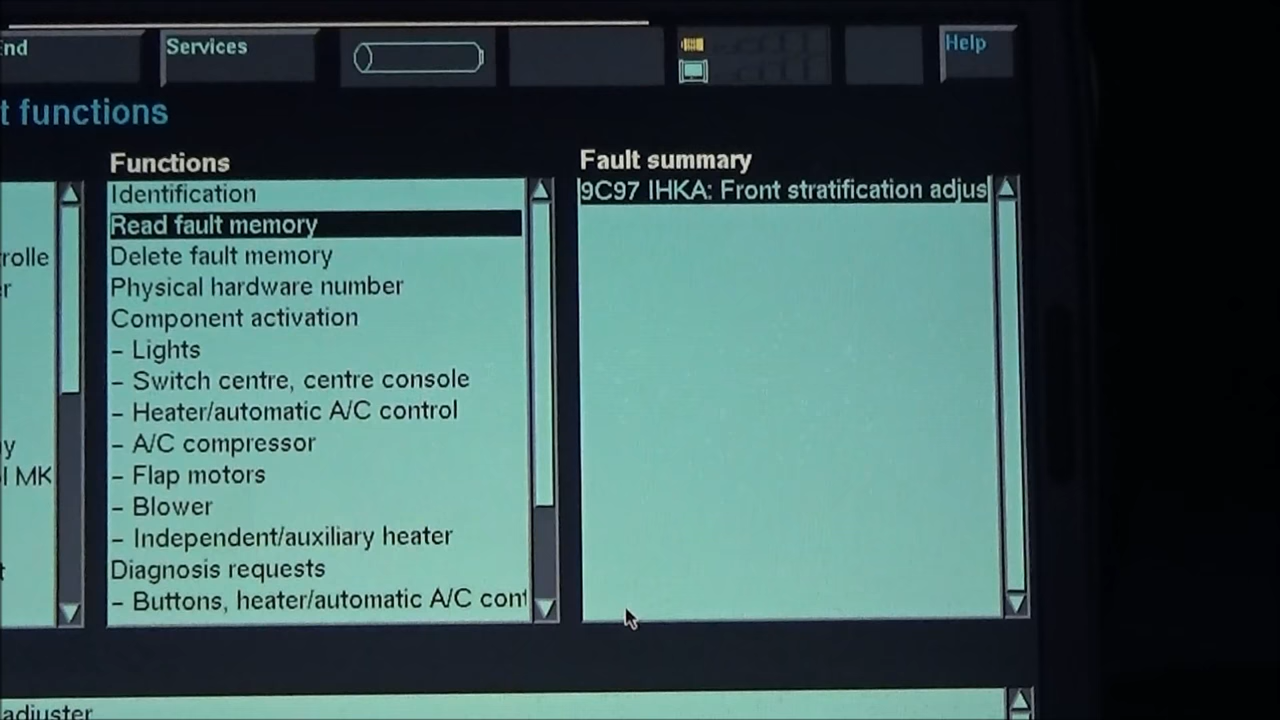 End
Services
Help
t functions
Functions
Fault summary
Identification
9C97 IHKA: Front stratification adjus
Read fault memory
rolle
Delete fault memory
r
Physical hardware number
Component activation
- Lights
- Switch centre, centre console
- Heater/automatic A/C control
y
- A/C compressor
l MK
- Flap motors
- Blower
- Independent/auxiliary heater
t
Diagnosis requests
- Buttons, heater/automatic A/C cont
adjuster